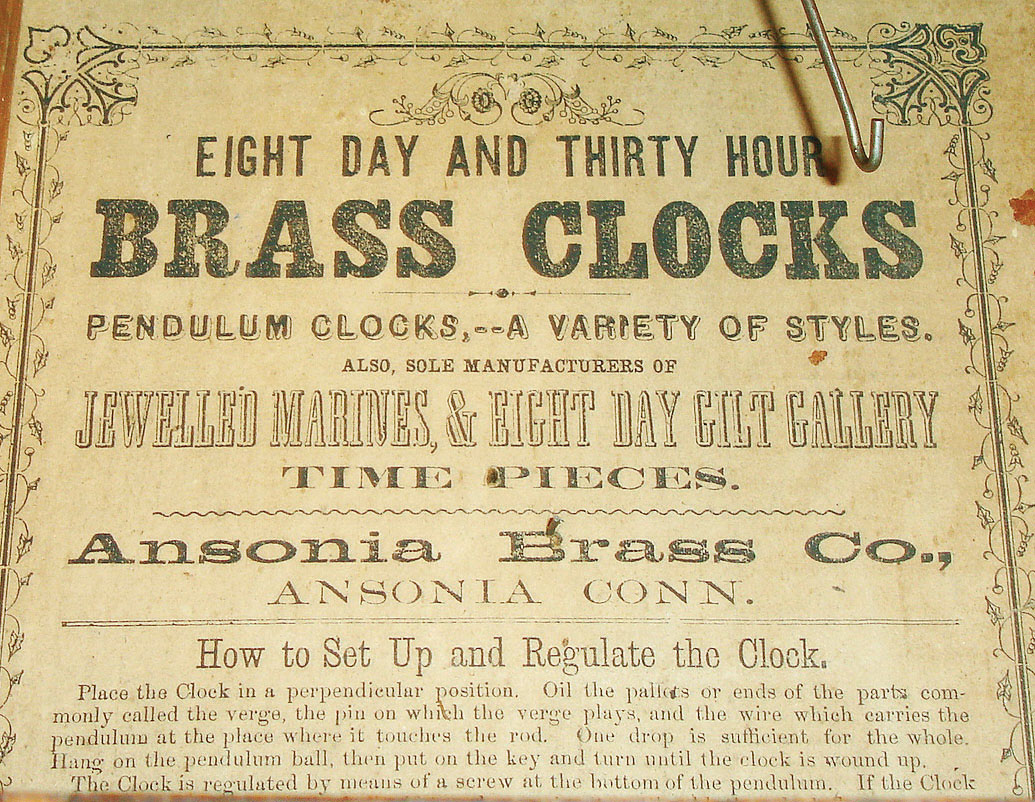 EIGHT DAY AND THIRTY HOUR
BRASS CLOCKS
PENDULUM CLOCKS,--A VARIETY OF STYLES.
ALSO, SOLE MANUFACTURERS OF
JEWELLED MARINES, & EIGHT DAY GILT GALLERY
TIME PIECES.
Ansonia Brass Co.,
ANSONIA CONN.
How to Set Up and Regulate the Clock.
Place the Clock in a perpendicular position. Oil the pallets or ends of the parts com-
monly called the verge, the pin on which the verge plays, and the wire which carries the
pendulum at the place where it touches the rod. One drop is sufficient for the whole.
Hang on the pendulum ball, then put on the key and turn until the clock is wound up.
The Clock is regulated by means of a screw at the bottom of the pendulum. If the Clock